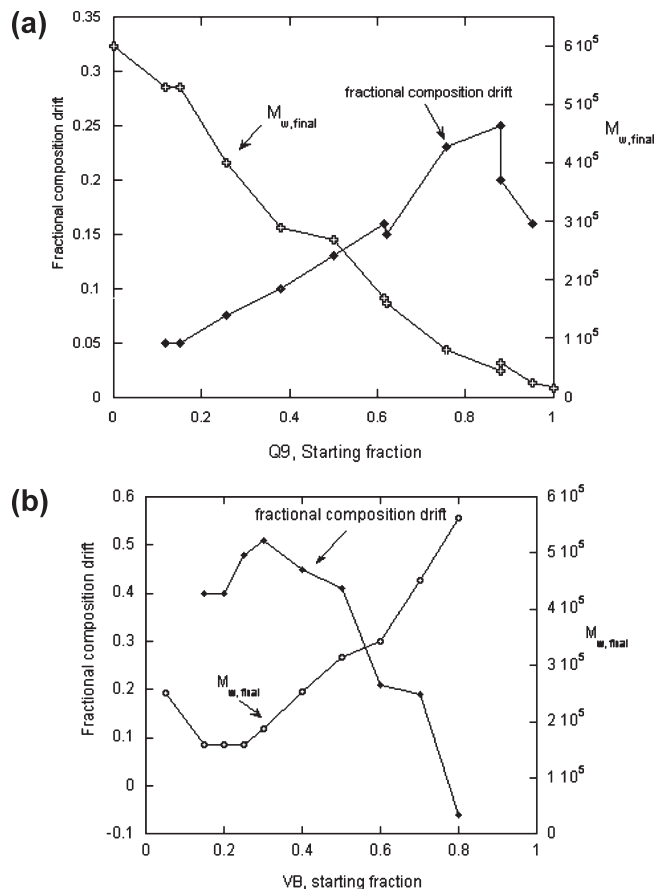 (a)
0.35
0.3
0.25
0.2
0.15
0.1
0.05
0
Fractional composition drift
M w,final
fractional composition drift
6 10^5
5 10^5
4 10^5
3 10^5
2 10^5
1 10^5
0
M w,final
0 0.2 0.4 0.6 0.8 1
Q9, Starting fraction
(b)
0.6
0.5
0.4
0.3
0.2
0.1
0
-0.1
Fractional composition drift
fractional composition drift
M w,final
6 10^5
5 10^5
4 10^5
3 10^5
2 10^5
1 10^5
0
M w,final
0 0.2 0.4 0.6 0.8 1
VB, starting fraction